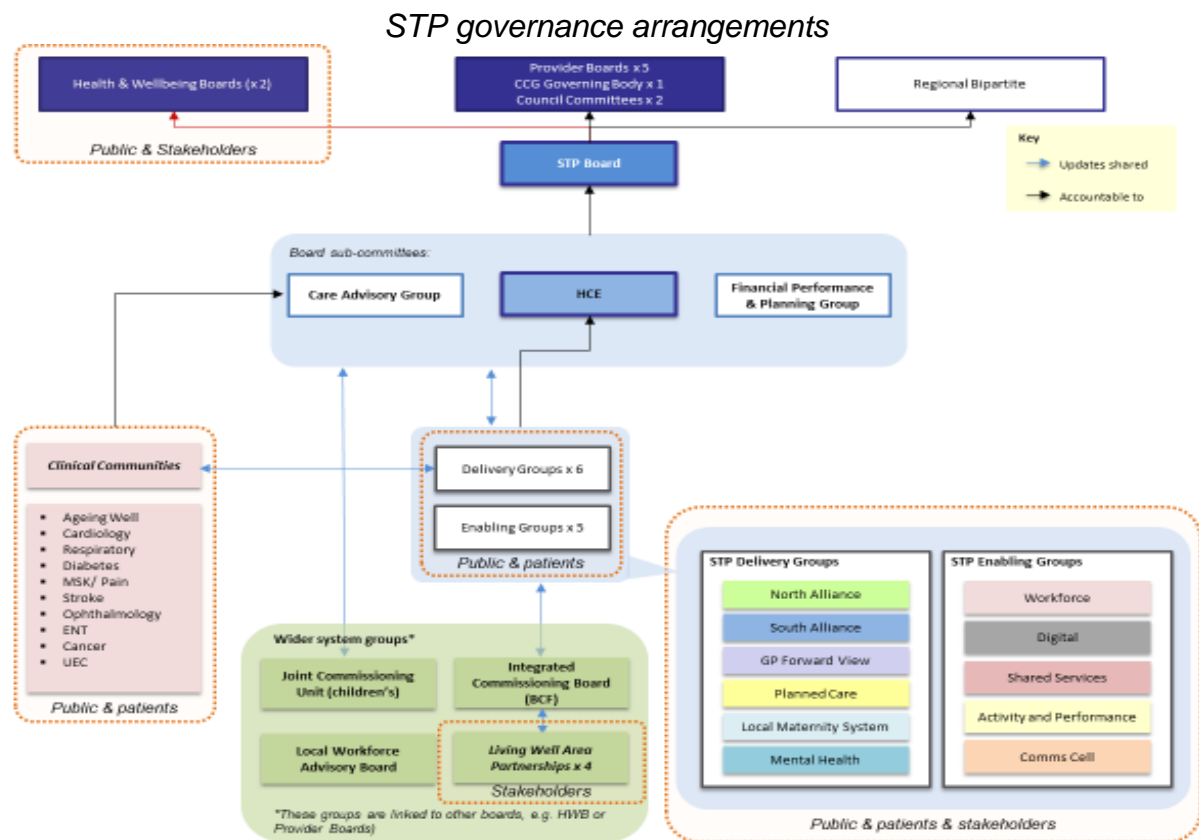 STP governance arrangements
Health & Wellbeing Boards (x 2)
Public & Stakeholders
Provider Boards x 5
CCG Governing Body x 1
Council Committees x 2
Regional Bipartite
Key
Updates shared
Accountable to
STP Board
Board sub-committees:
Care Advisory Group
HCE
Financial Performance
& Planning Group
Clinical Communities
▪ Ageing Well
▪ Cardiology
▪ Respiratory
▪ Diabetes
▪ MSK/ Pain
▪ Stroke
▪ Ophthalmology
▪ ENT
▪ Cancer
▪ UEC
Public & patients
Delivery Groups x 6
Enabling Groups x 5
Public & patients
Wider system groups*
Joint Commissioning
Unit (children's)
Integrated
Commissioning Board
(BCF)
Local Workforce
Advisory Board
Living Well Area
Partnerships x 4
Stakeholders
*These groups are linked to other boards, e.g. HWB or
Provider Boards)
STP Delivery Groups
North Alliance
South Alliance
GP Forward View
Planned Care
Local Maternity System
Mental Health
STP Enabling Groups
Workforce
Digital
Shared Services
Activity and Performance
Comms Cell
Public & patients & stakeholders